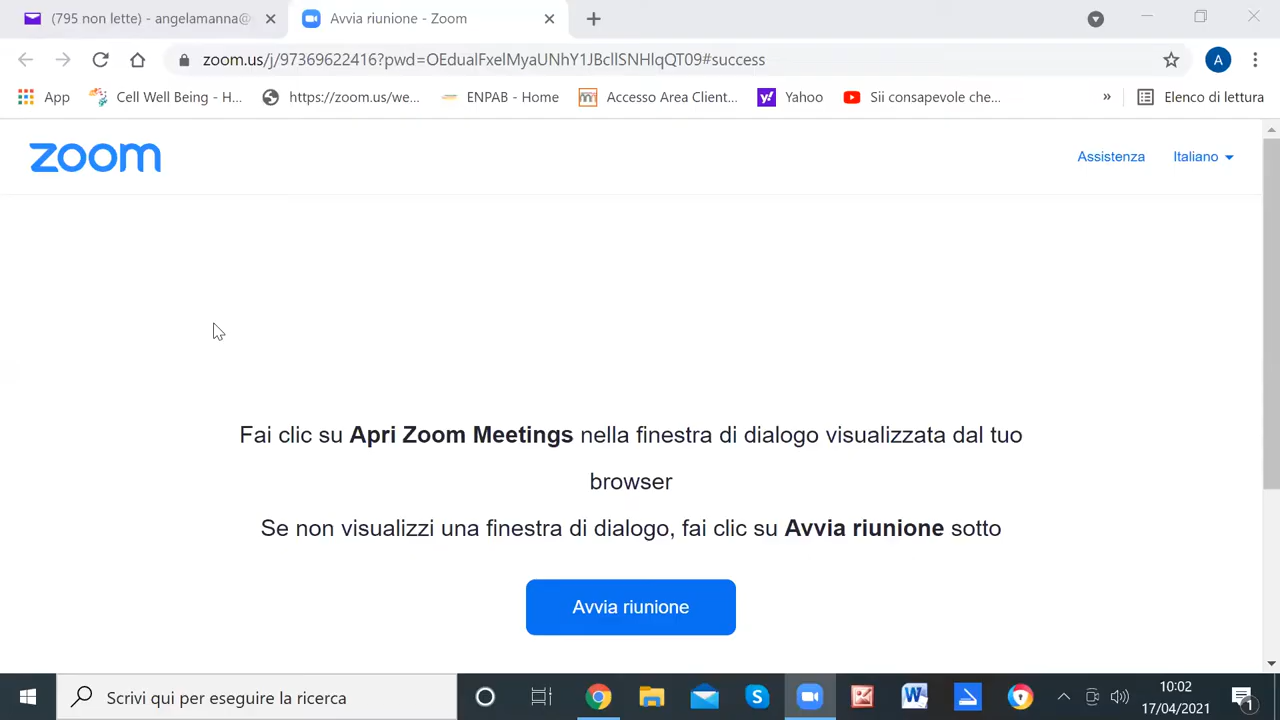 (795 non lette) - angelamanna@
Avvia riunione - Zoom
zoom.us/j/97369622416?pwd=OEdualFxelMyaUNhY1JBcllSNHlqQT09#success
A
App
Cell Well Being - H...
https://zoom.us/we...
ENPAB - Home
Accesso Area Client...
Yahoo
Sii consapevole che...
»
Elenco di lettura
zoom
Assistenza
Italiano
Fai clic su Apri Zoom Meetings nella finestra di dialogo visualizzata dal tuo
browser
Se non visualizzi una finestra di dialogo, fai clic su Avvia riunione sotto
Avvia riunione
Scrivi qui per eseguire la ricerca
10:02
17/04/2021
1